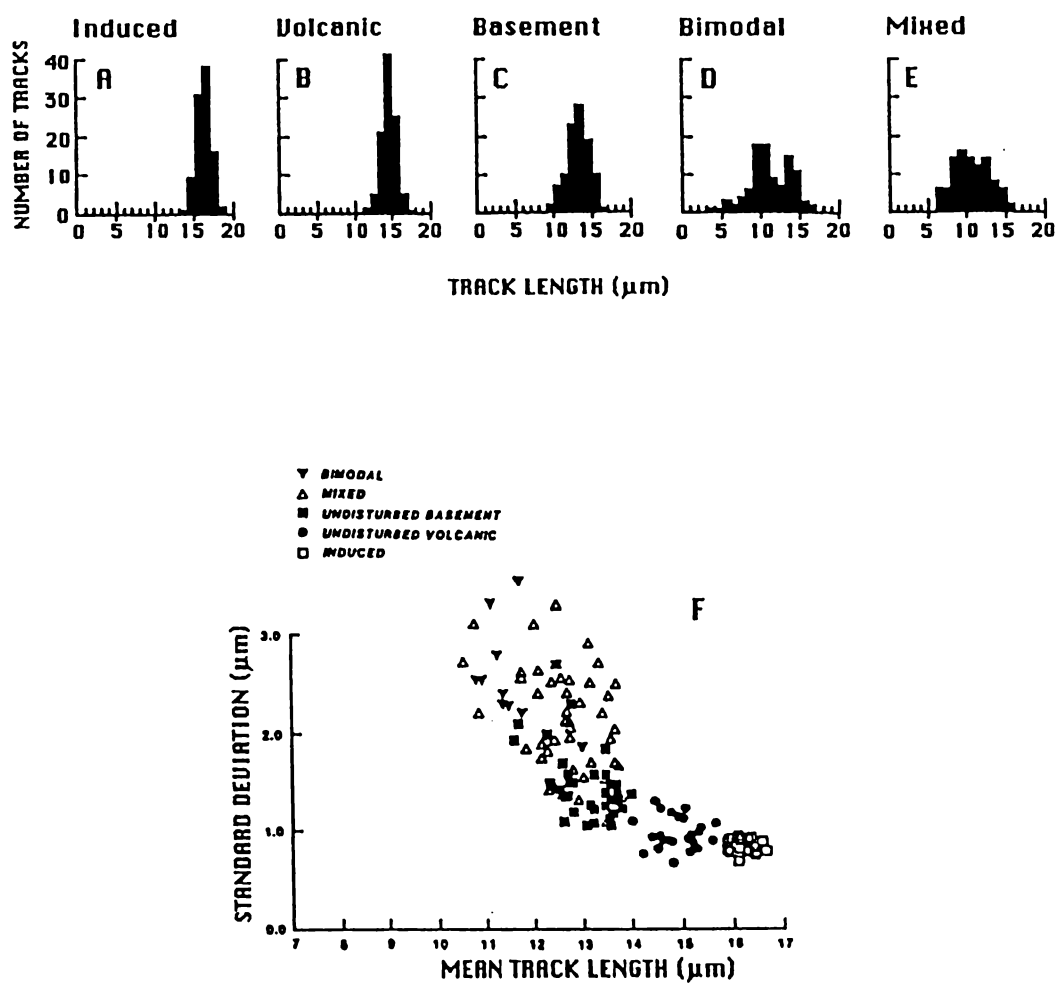 Induced Volcanic Basement Bimodal Mixed
A B C D E
NUMBER OF TRACKS
40
30
20
10
0
0 5 10 15 20 0 5 10 15 20 0 5 10 15 20 0 5 10 15 20 0 5 10 15 20
TRACK LENGTH (μm)
BIMODAL
MIXED
UNDISTURBED BASEMENT
UNDISTURBED VOLCANIC
INDUCED
F
STANDARD DEVIATION (μm)
3.0
2.0
1.0
0.0
7 8 9 10 11 12 13 14 15 16 17
MEAN TRACK LENGTH (μm)